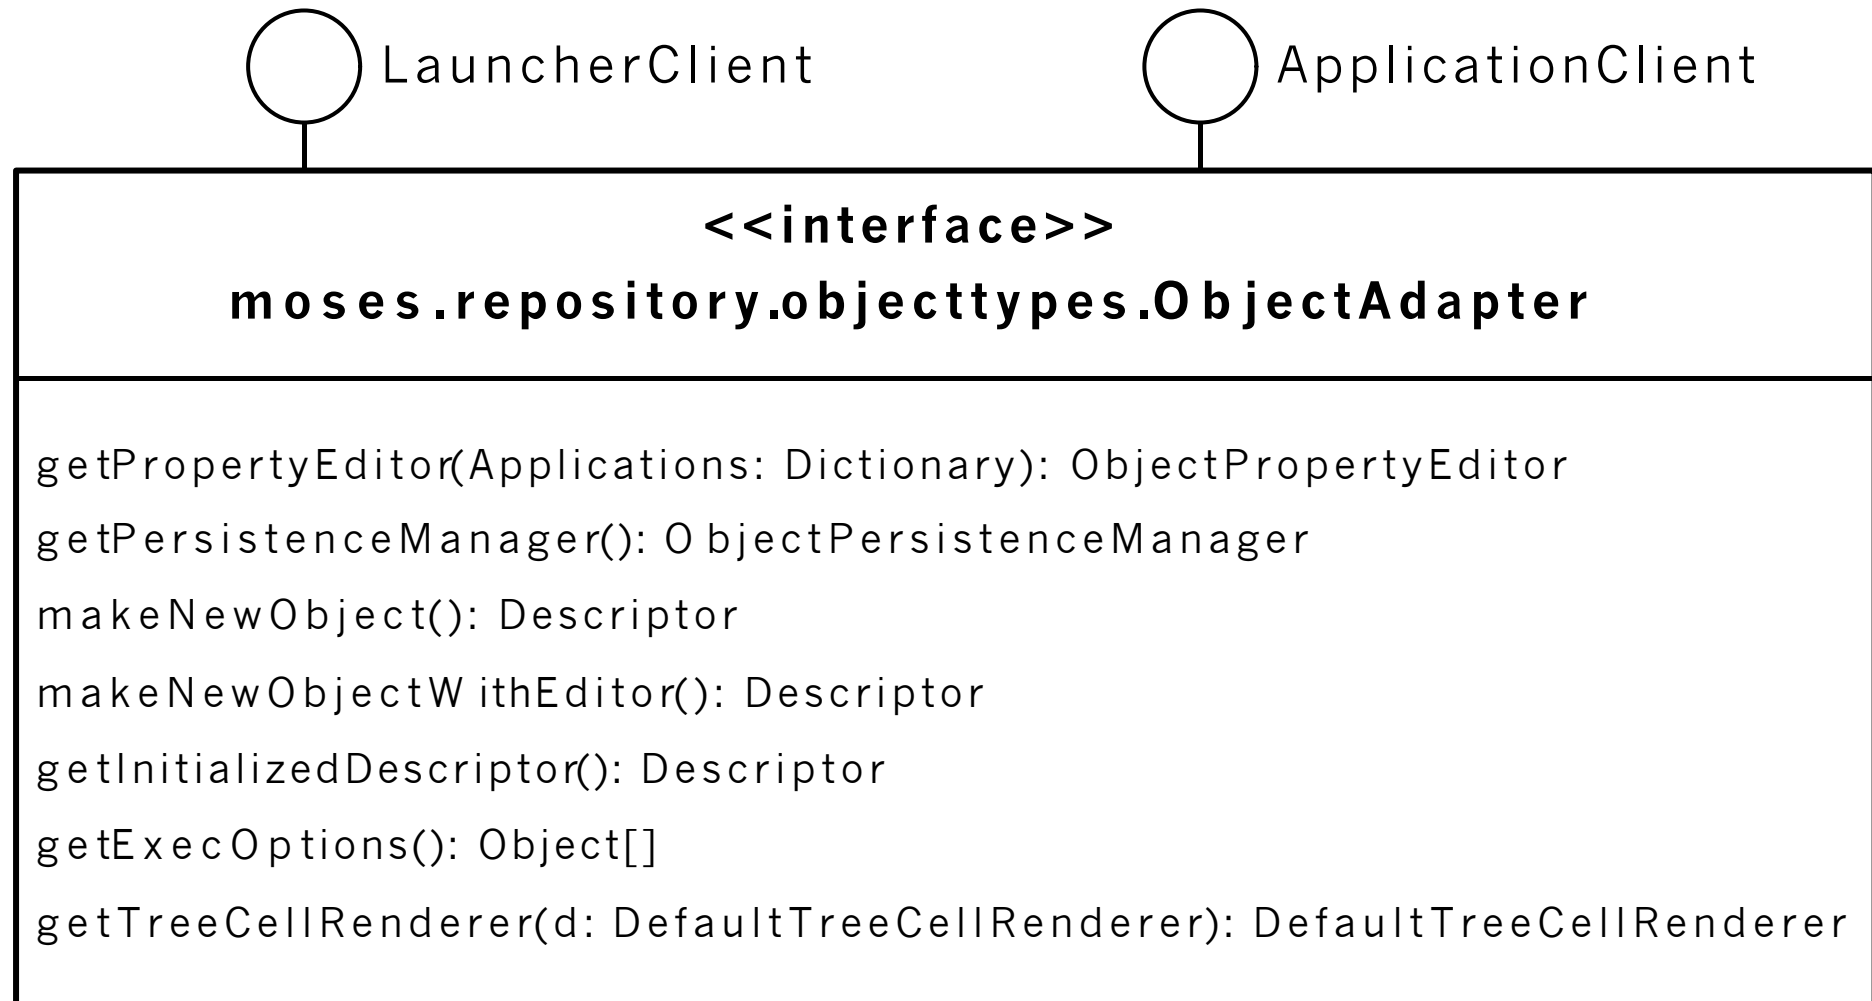 LauncherClient
ApplicationClient
<<interface>>
moses.repository.objecttypes.ObjectAdapter
getPropertyEditor(Applications: Dictionary): ObjectPropertyEditor
getPersistenceManager(): ObjectPersistenceManager
makeNewObject(): Descriptor
makeNewObjectWithEditor(): Descriptor
getInitializedDescriptor(): Descriptor
getExecOptions(): Object[]
getTreeCellRenderer(d: DefaultTreeCellRenderer): DefaultTreeCellRenderer